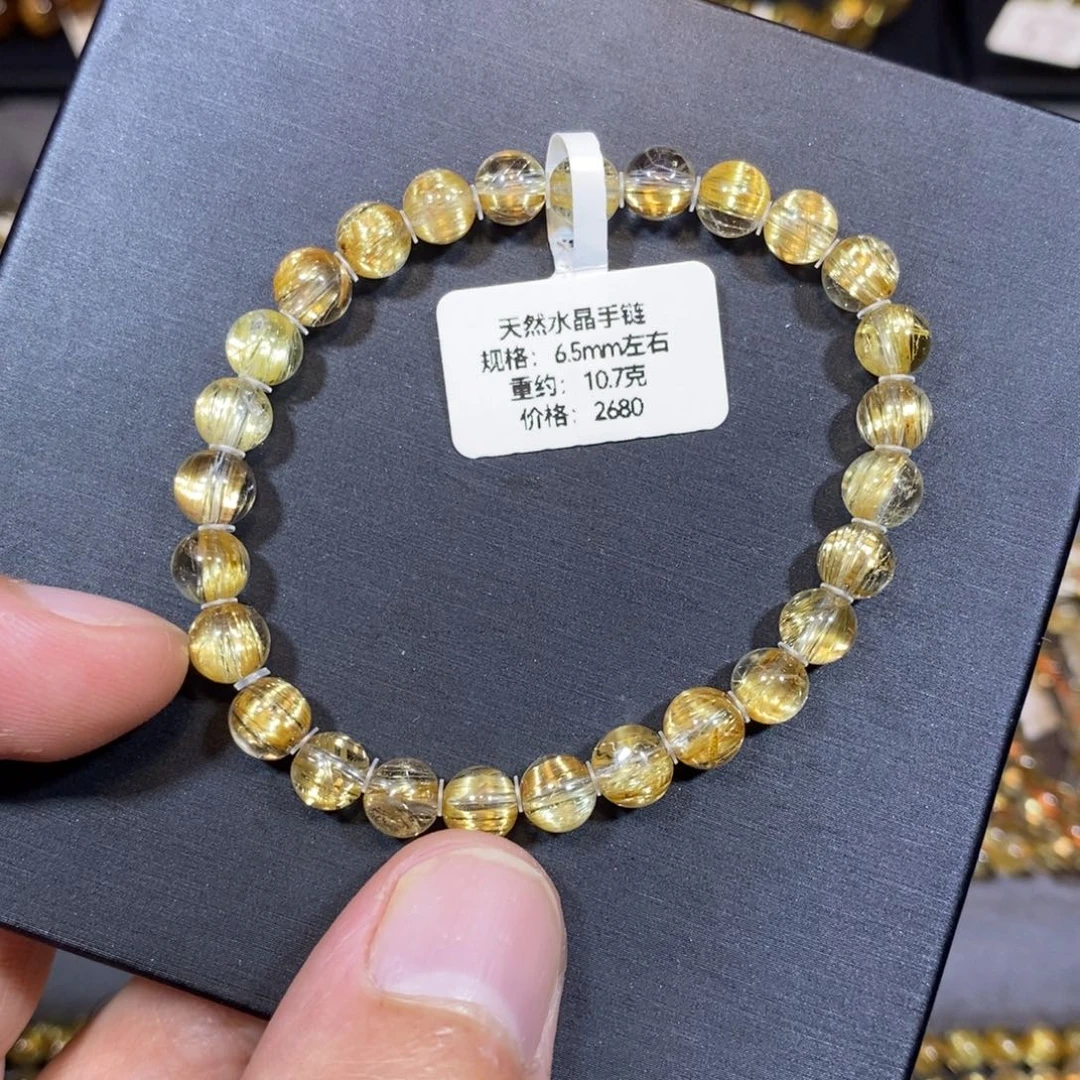 天然水晶手链
规格：6.5mm左右
重约：10.7克
价格：2680